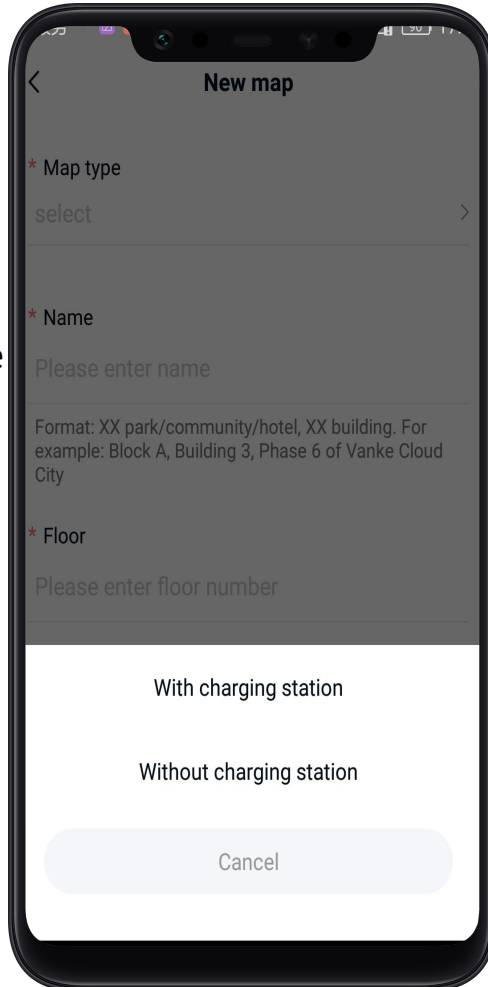 New map
* Map type
select
* Name
Please enter name
Format: XX park/community/hotel, XX building. For
example: Block A, Building 3, Phase 6 of Vanke Cloud
City
* Floor
Please enter floor number
With charging station
Without charging station
Cancel